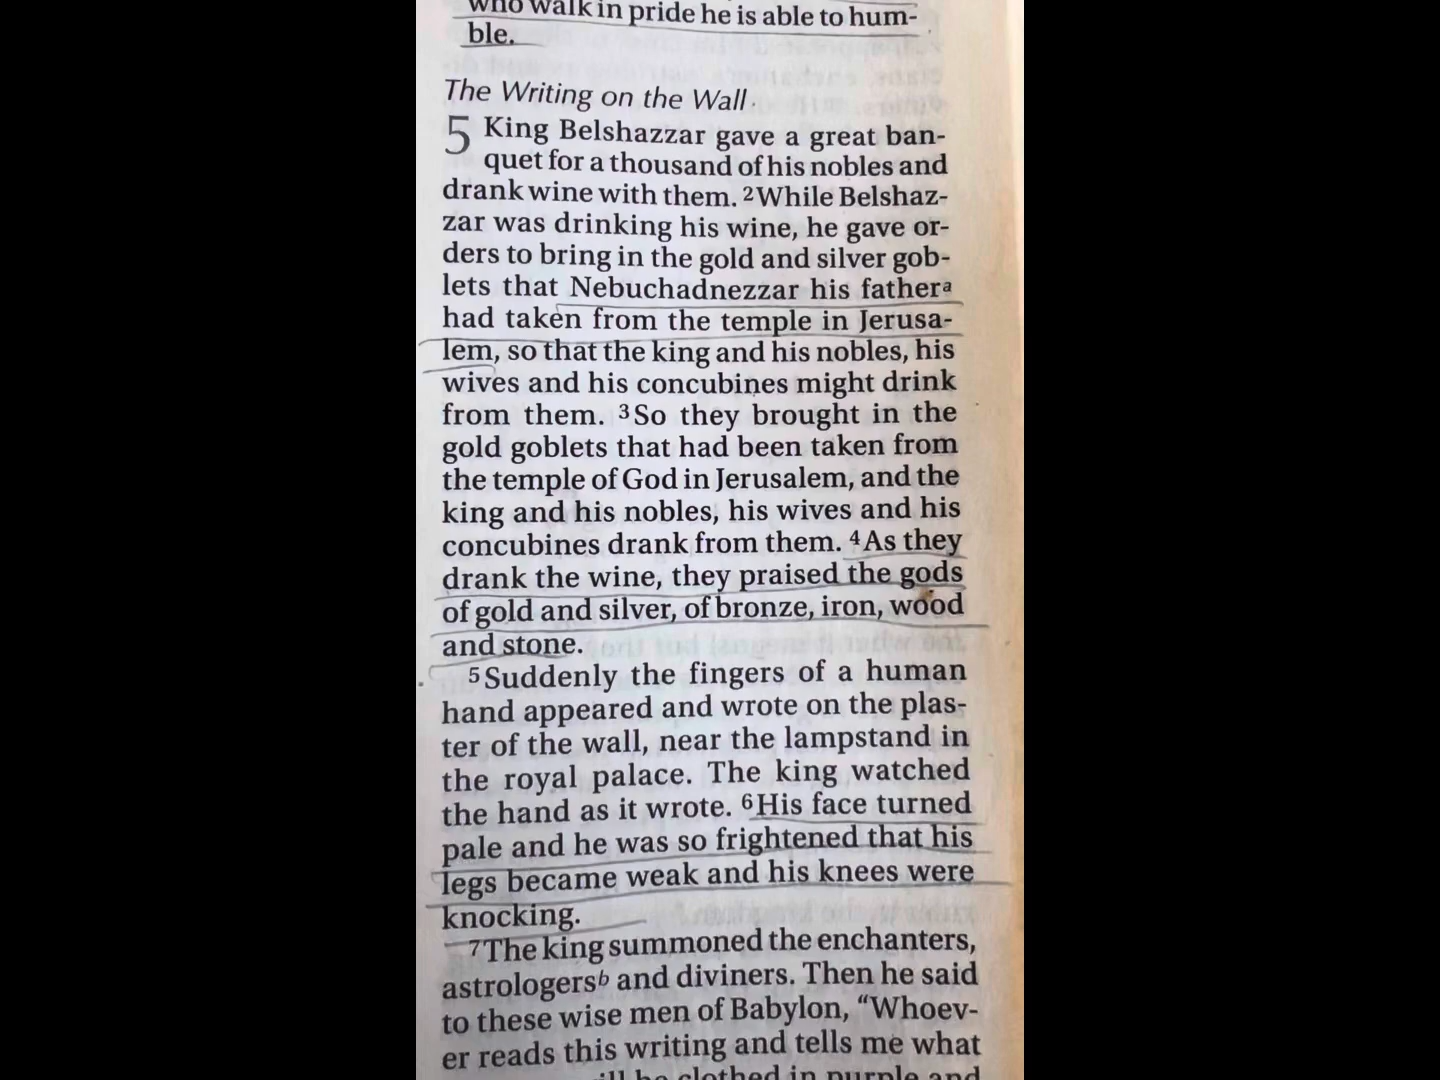 who walk in pride he is able to hum-
ble.
The Writing on the Wall
5 King Belshazzar gave a great ban-
quet for a thousand of his nobles and
drank wine with them. 2While Belshaz-
zar was drinking his wine, he gave or-
ders to bring in the gold and silver gob-
lets that Nebuchadnezzar his fathera
had taken from the temple in Jerusa-
lem, so that the king and his nobles, his
wives and his concubines might drink
from them. 3So they brought in the
gold goblets that had been taken from
the temple of God in Jerusalem, and the
king and his nobles, his wives and his
concubines drank from them. 4As they
drank the wine, they praised the gods
of gold and silver, of bronze, iron, wood
and stone.
5Suddenly the fingers of a human
hand appeared and wrote on the plas-
ter of the wall, near the lampstand in
the royal palace. The king watched
the hand as it wrote. 6His face turned
pale and he was so frightened that his
legs became weak and his knees were
knocking.
7The king summoned the enchanters,
astrologersb and diviners. Then he said
to these wise men of Babylon, “Whoev-
er reads this writing and tells me what
will be clothed in purple and